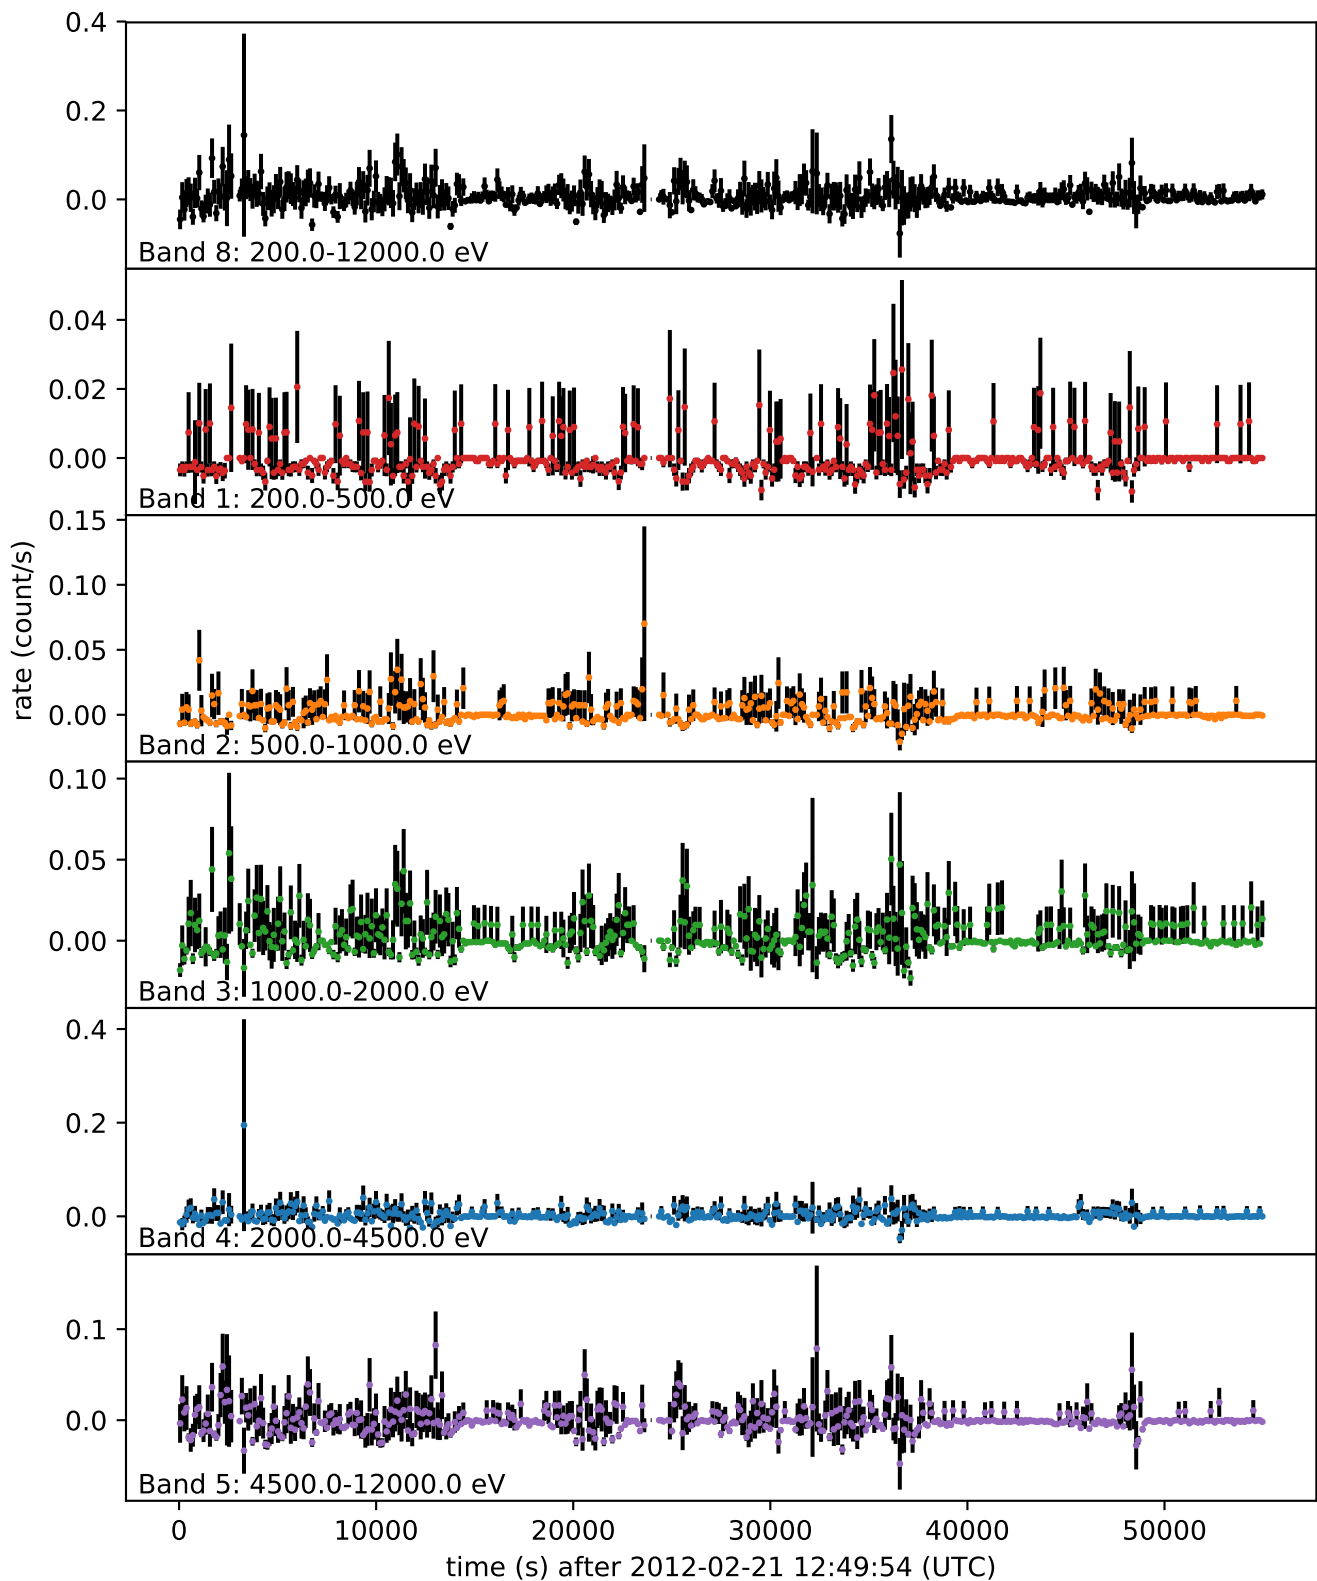 0.4
0.2
0.0
Band 8: 200.0-12000.0 eV
0.04
0.02
0.00
Band 1: 200.0-500.0 eV
0.15
0.10
0.05
0.00
Band 2: 500.0-1000.0 eV
rate (count/s)
0.10
0.05
0.00
Band 3: 1000.0-2000.0 eV
0.4
0.2
0.0
Band 4: 2000.0-4500.0 eV
0.1
0.0
Band 5: 4500.0-12000.0 eV
0 10000 20000 30000 40000 50000
time (s) after 2012-02-21 12:49:54 (UTC)